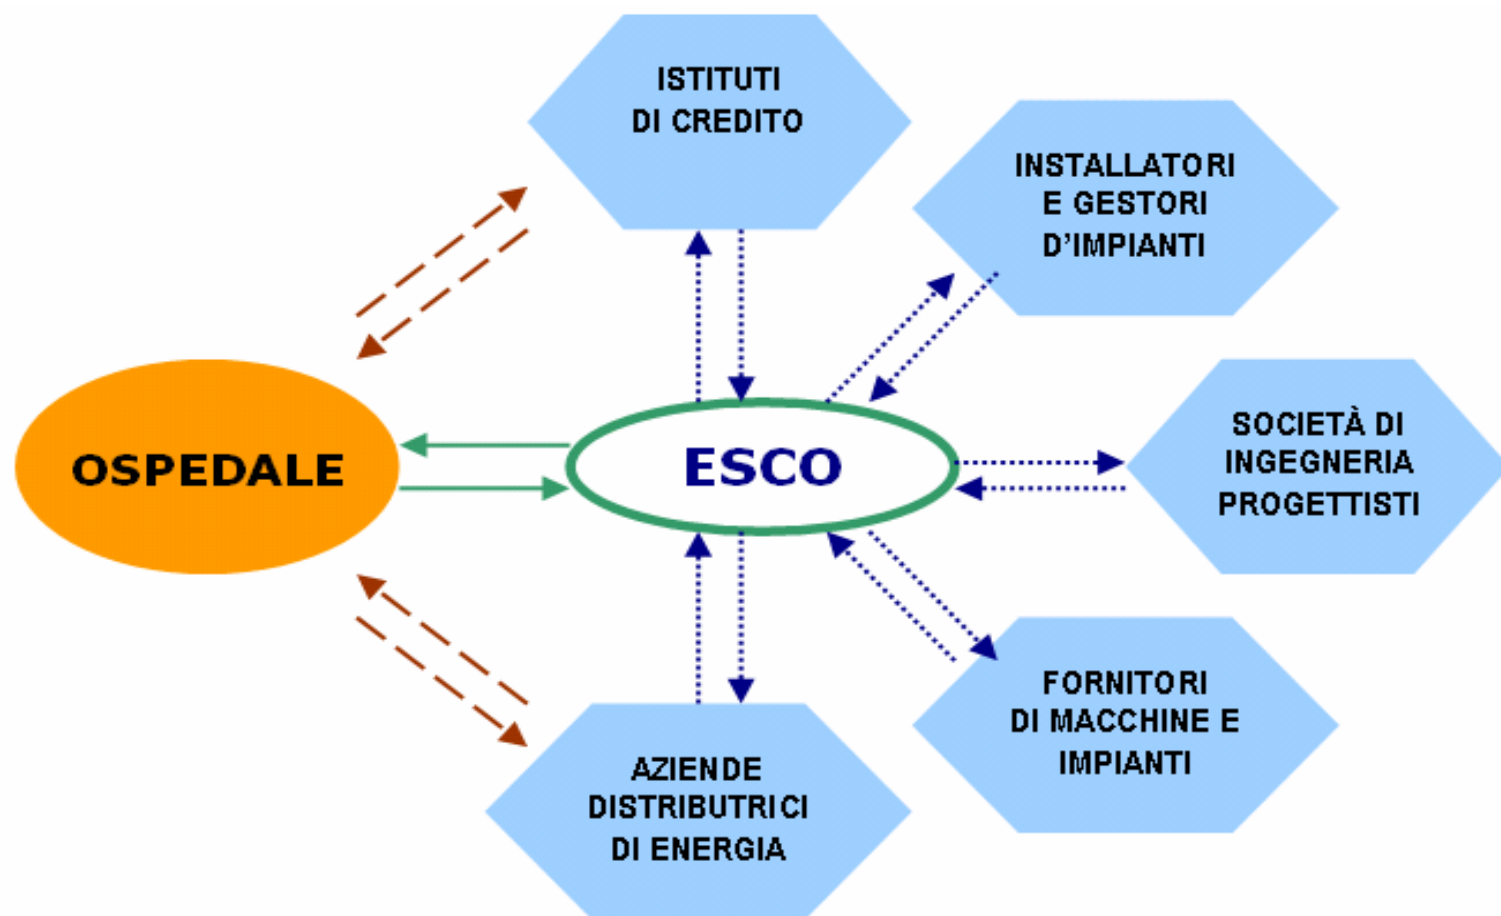 ISTITUTI
DI CREDITO
INSTALLATORI
E GESTORI
D'IMPIANTI
OSPEDALE
ESCO
SOCIETÀ DI
INGEGNERIA
PROGETTISTI
FORNITORI
DI MACCHINE E
IMPIANTI
AZIENDE
DISTRIBUTRICI
DI ENERGIA